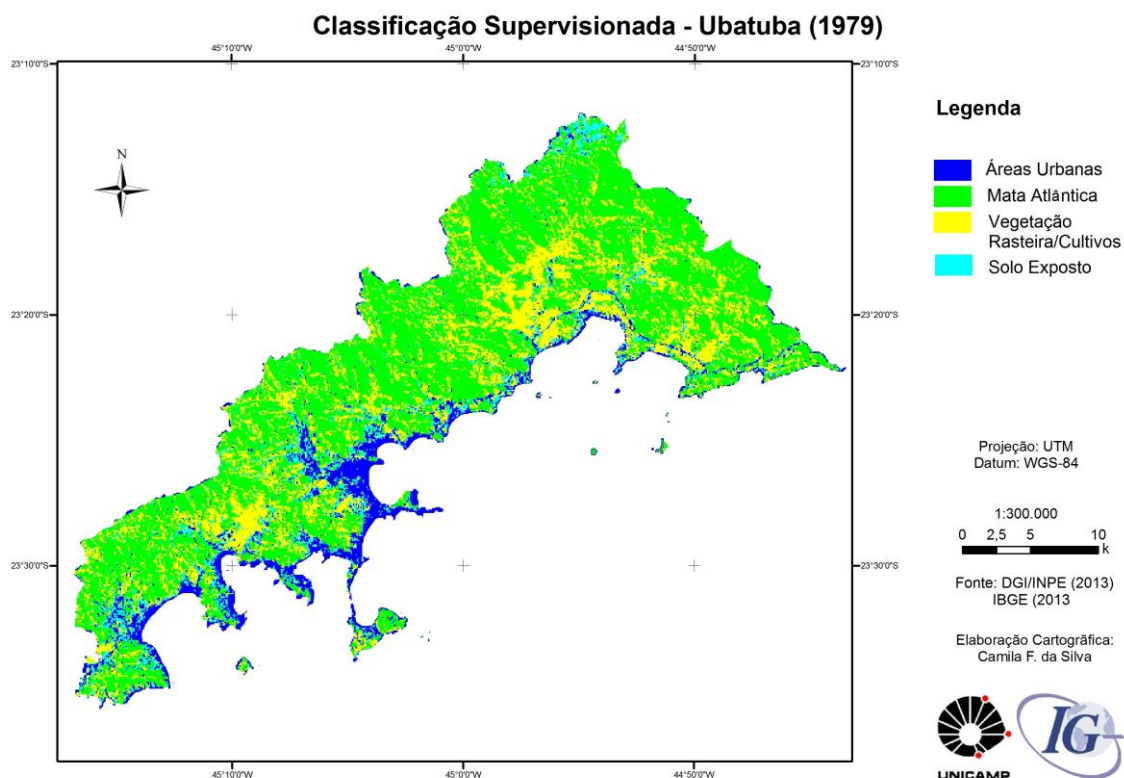 Classificação Supervisionada - Ubatuba (1979)
45°10'0"W 45°0'0"W 44°50'0"W
23°10'0"S 23°10'0"S
N
23°20'0"S 23°20'0"S
23°30'0"S 23°30'0"S
45°10'0"W 45°0'0"W 44°50'0"W
Legenda
Áreas Urbanas
Mata Atlântica
Vegetação
Rasteira/Cultivos
Solo Exposto
Projeção: UTM
Datum: WGS-84
1:300.000
0 2,5 5 10
k
Fonte: DGI/INPE (2013)
IBGE (2013
Elaboração Cartogrãfica:
Camila F. da Silva
UNICAMP
IG